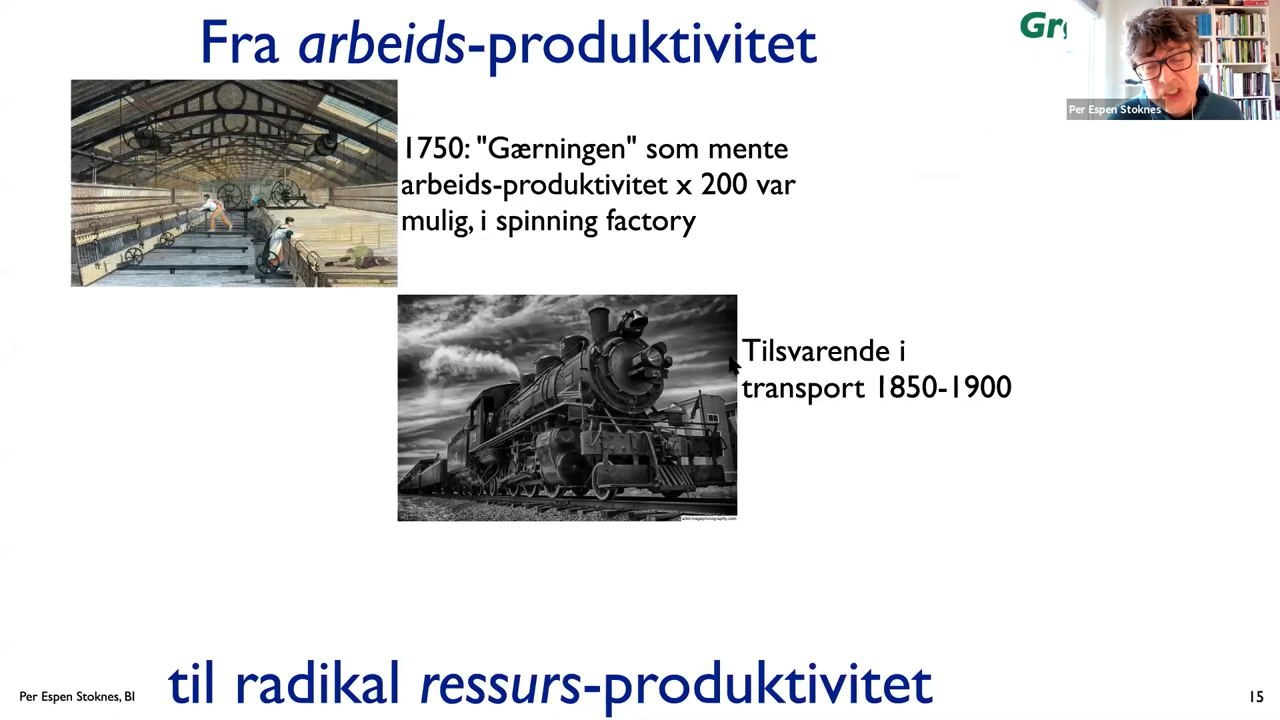 Fra arbeids-produktivitet
Per Espen Stoknes
1750: "Gærningen" som mente
arbeids-produktivitet x 200 var
mulig, i spinning factory
Tilsvarende i
transport 1850-1900
til radikal ressurs-produktivitet
Per Espen Stoknes, BI
15